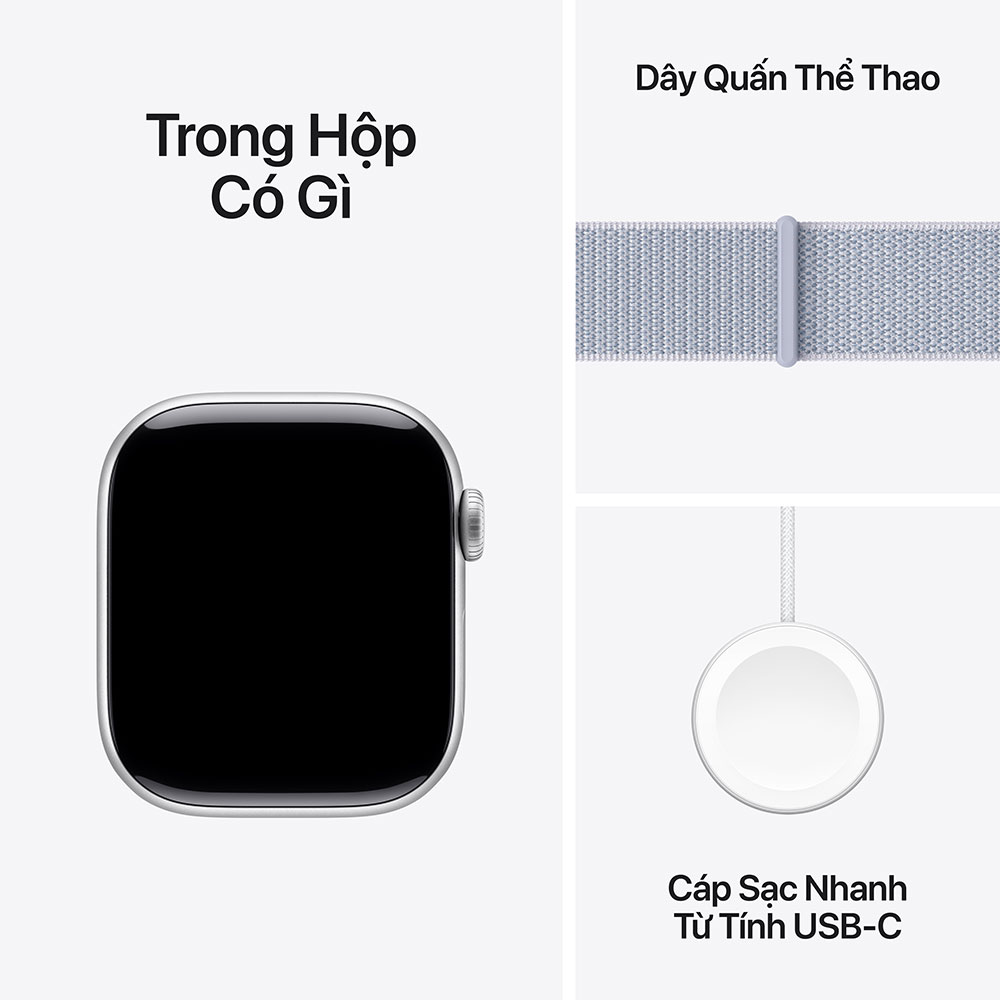 Trong Hộp
Có Gì
Dây Quấn Thể Thao
Cáp Sạc Nhanh
Từ Tính USB-C